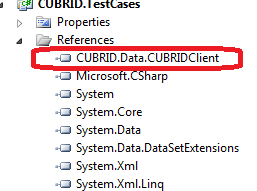 CUBRID.TestCases
Properties
References
CUBRID.Data.CUBRIDClient
Microsoft.CSharp
System
System.Core
System.Data
System.Data.DataSetExtensions
System.Xml
System.Xml.Linq